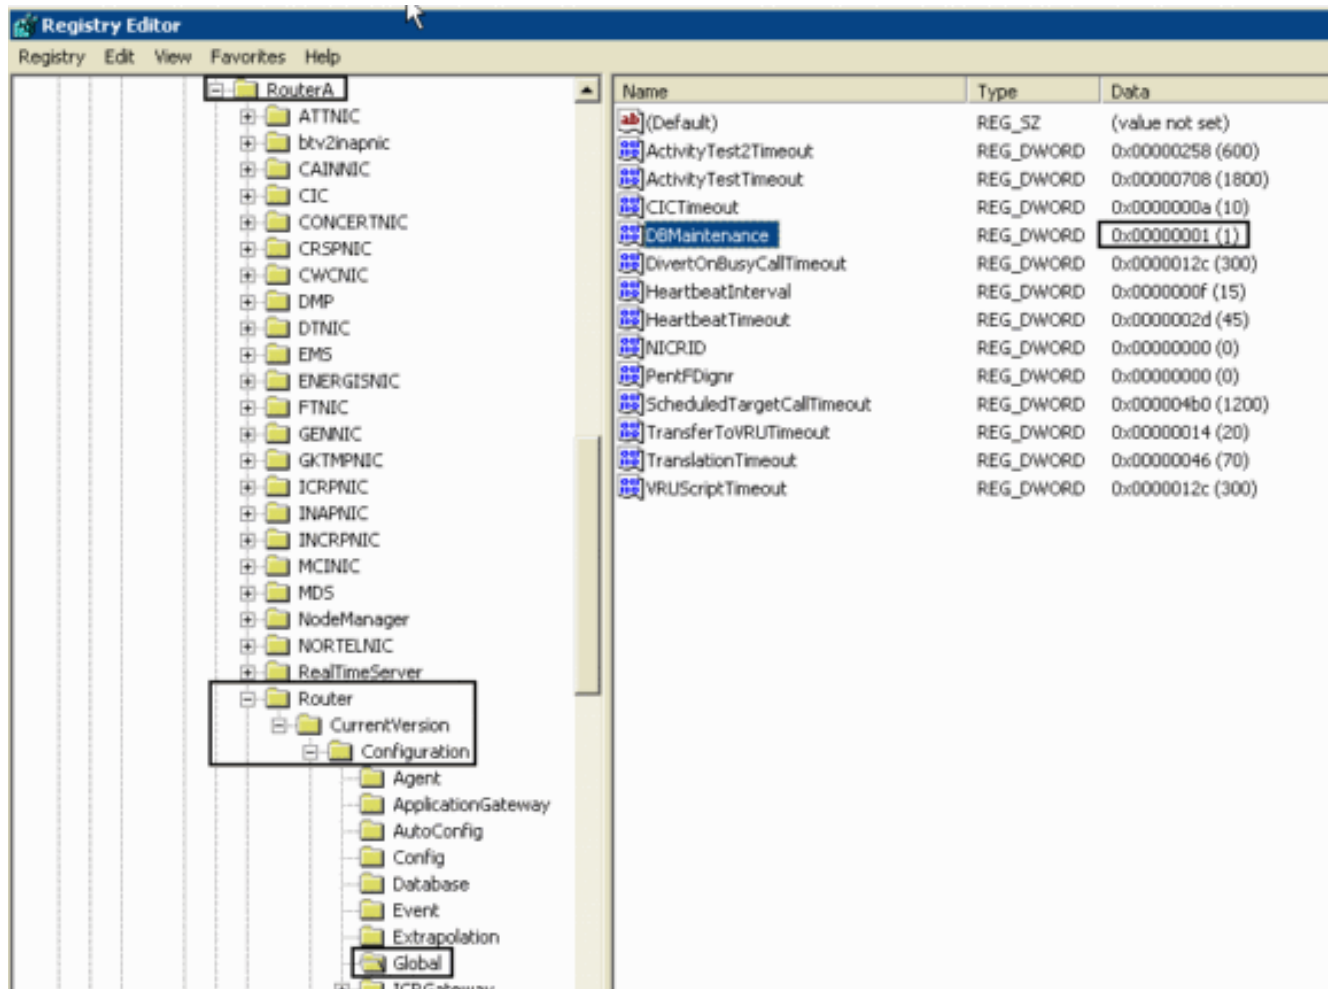 Registry Editor
Registry Edit View Favorites Help
RouterA
ATTNIC
btv2inapnic
CAINNIC
CIC
CONCERTNIC
CRSPNIC
CWCNIC
DMP
DTNIC
EMS
ENERGISNIC
FTNIC
GENNIC
GKTMPNIC
ICRPNIC
INAPNIC
INCRPNIC
MCINIC
MDS
NodeManager
NORTELNIC
RealTimeServer
Router
CurrentVersion
Configuration
Agent
ApplicationGateway
AutoConfig
Config
Database
Event
Extrapolation
Global
ICRGateway
Name Type Data
(Default) REG_SZ (value not set)
ActivityTest2Timeout REG_DWORD 0x00000258 (600)
ActivityTestTimeout REG_DWORD 0x00000708 (1800)
CICTimeout REG_DWORD 0x0000000a (10)
DBMaintenance REG_DWORD 0x00000001 (1)
DivertOnBusyCallTimeout REG_DWORD 0x0000012c (300)
HeartbeatInterval REG_DWORD 0x0000000f (15)
HeartbeatTimeout REG_DWORD 0x0000002d (45)
NICRID REG_DWORD 0x00000000 (0)
PentFDignr REG_DWORD 0x00000000 (0)
ScheduledTargetCallTimeout REG_DWORD 0x000004b0 (1200)
TransferToVRUTimeout REG_DWORD 0x00000014 (20)
TranslationTimeout REG_DWORD 0x00000046 (70)
VRUScriptTimeout REG_DWORD 0x0000012c (300)